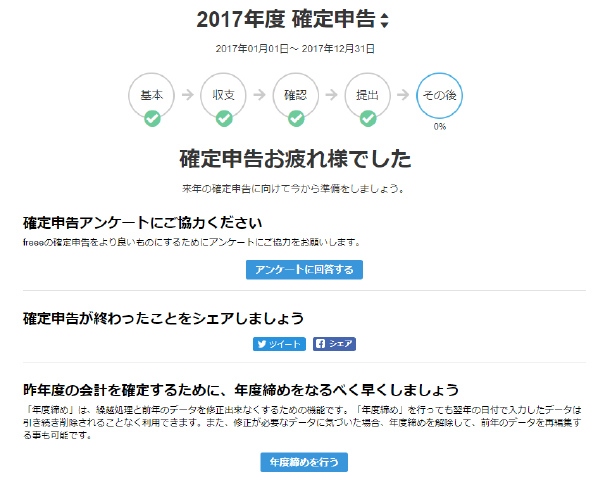 2017年度 確定申告
2017年01月01日～ 2017年12月31日
基本 収支 確認 提出 その後
0%
確定申告お疲れ様でした
来年の確定申告に向けて今から準備をしましょう。
確定申告アンケートにご協力ください
freeeの確定申告をより良いものにするためにアンケートにご協力をお願いします。
アンケートに回答する
確定申告が終わったことをシェアしましょう
ツイート シェア
昨年度の会計を確定するために、年度締めをなるべく早くしましょう
「年度締め」は、繰越処理と前年のデータを修正出来なくするための機能です。「年度締め」を行っても翌年の日付で入力したデータは
引き続き削除されることなく利用できます。また、修正が必要なデータに気づいた場合、年度締めを解除して、前年のデータを再編集す
る事も可能です。
年度締めを行う